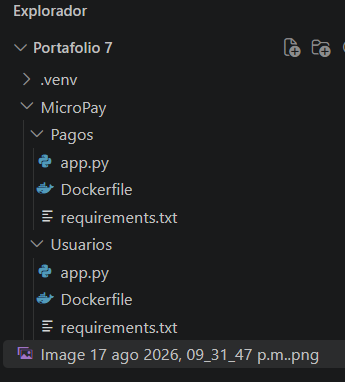 Explorador
Portafolio 7
.venv
MicroPay
Pagos
app.py
Dockerfile
requirements.txt
Usuarios
app.py
Dockerfile
requirements.txt
Image 17 ago 2026, 09_31_47 p.m..png